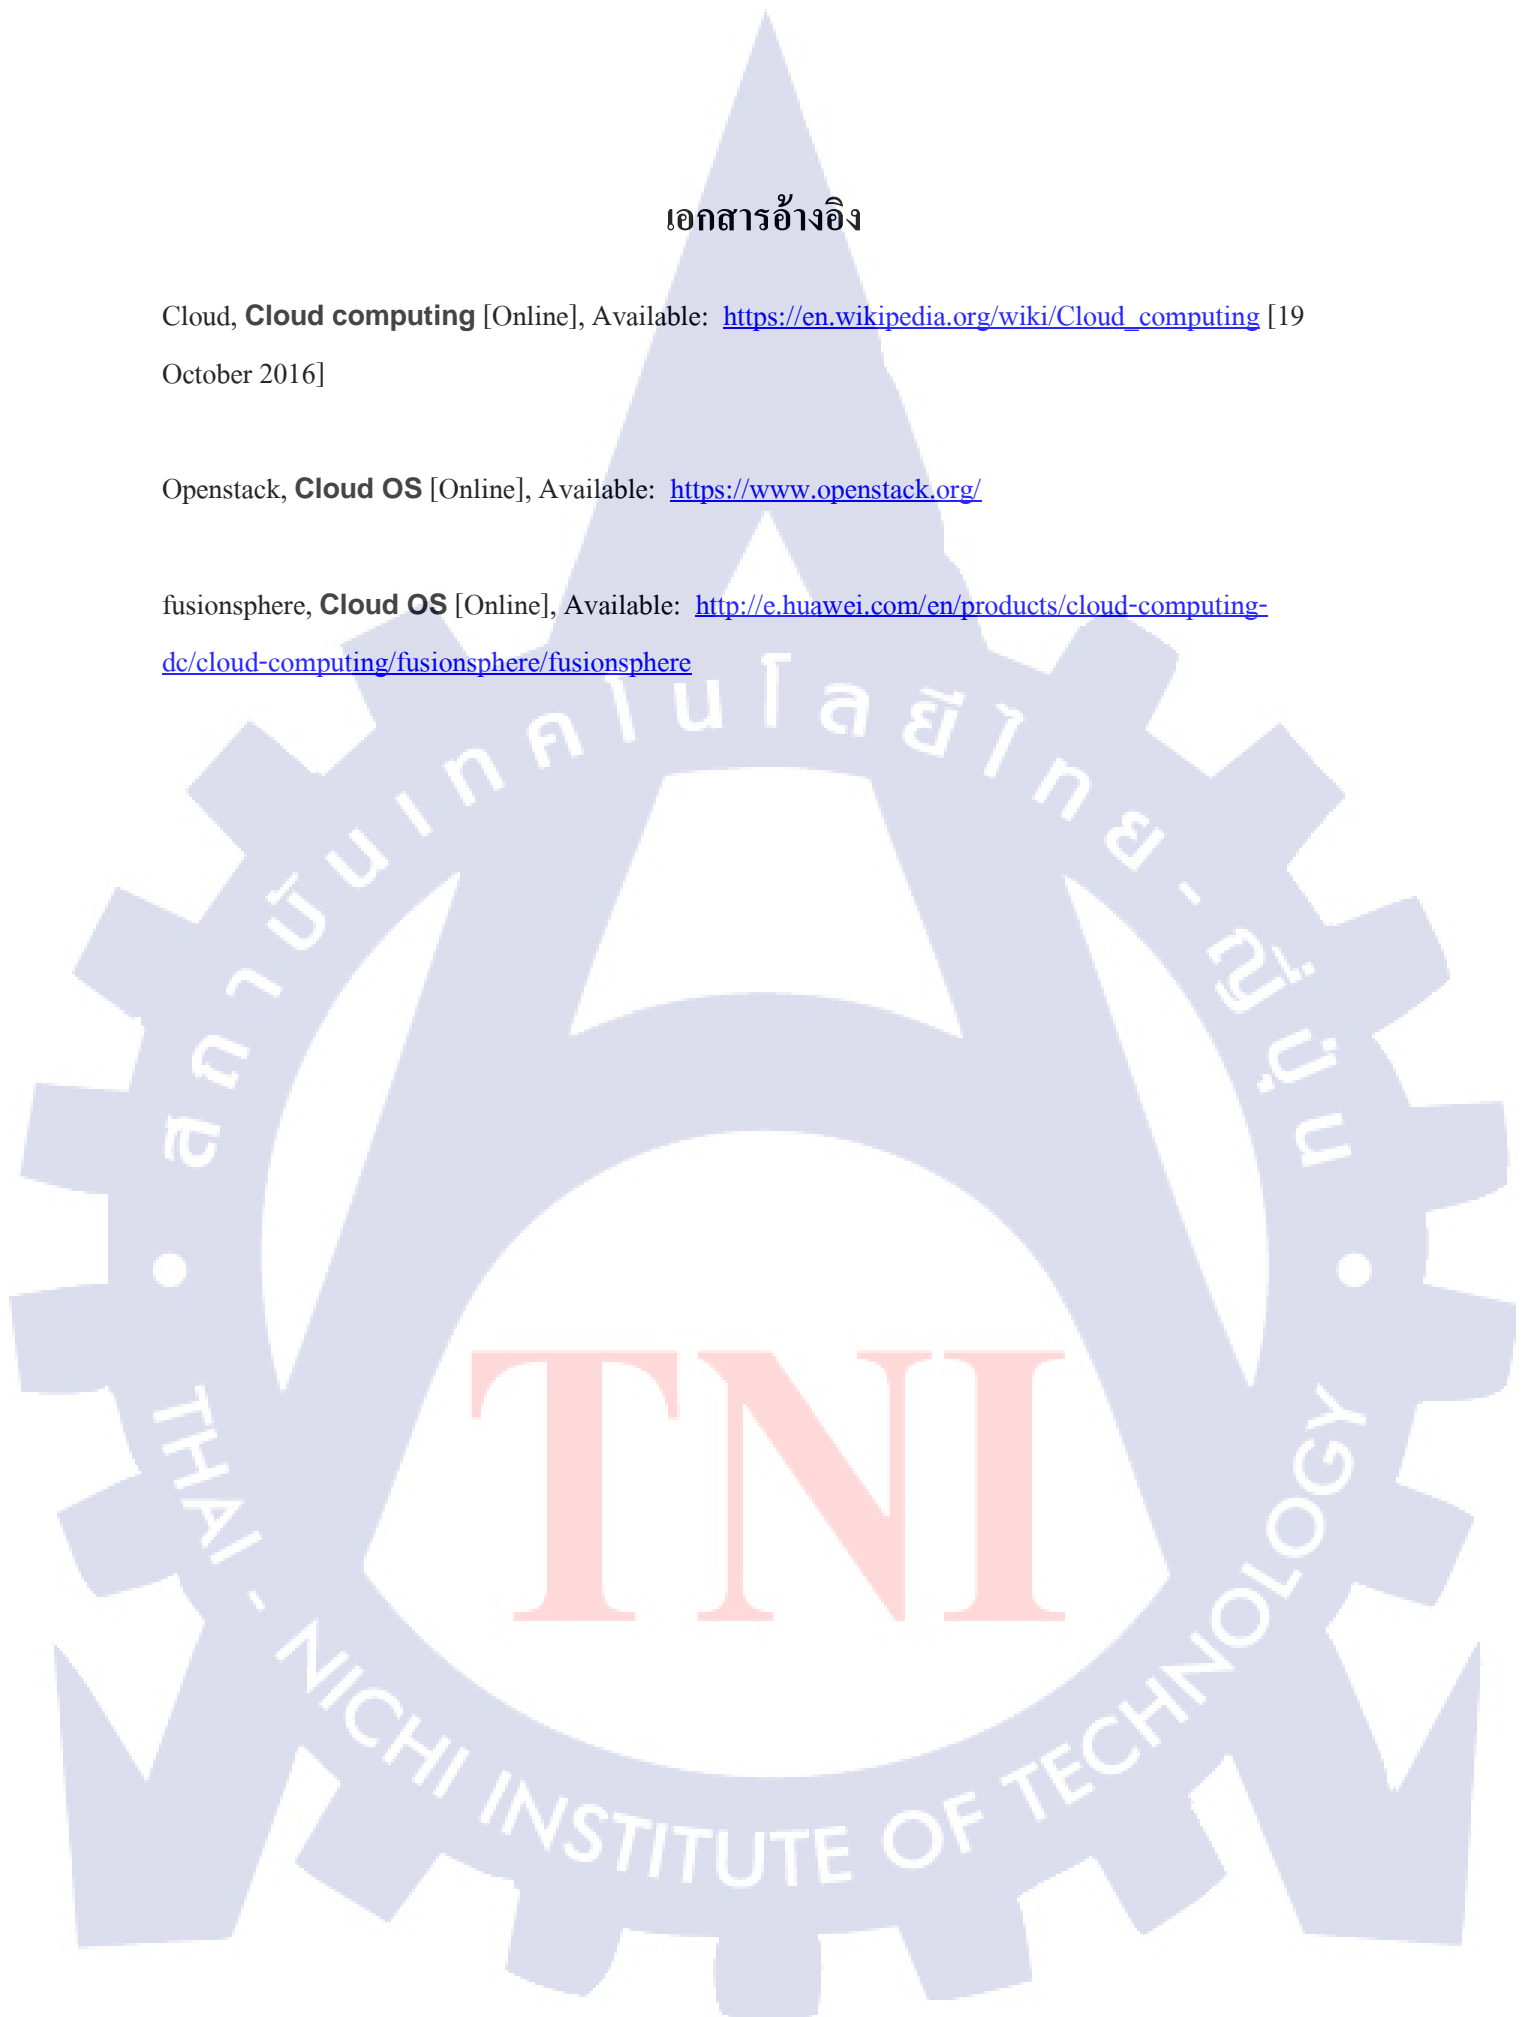 เอกสารอ้างอิง
Cloud, Cloud computing [Online], Available: https://en.wikipedia.org/wiki/Cloud_computing [19
October 2016]
Openstack, Cloud OS [Online], Available: https://www.openstack.org/
fusionsphere, Cloud OS [Online], Available: http://e.huawei.com/en/products/cloud-computing-
dc/cloud-computing/fusionsphere/fusionsphere
สถาบันเทคโนโลยีไทย - ญี่ปุ่น
TNI
THAI - NICHI INSTITUTE OF TECHNOLOGY